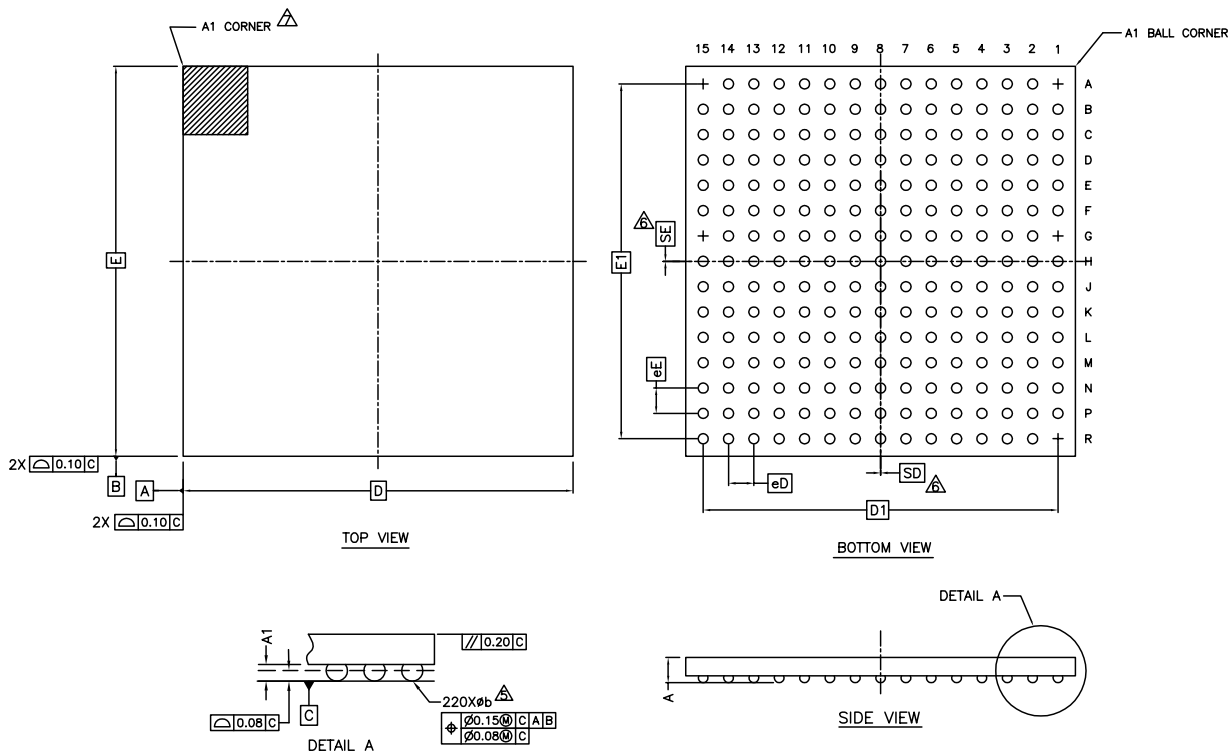 A1 CORNER 7
A1 BALL CORNER
15 14 13 12 11 10 9 8 7 6 5 4 3 2 1
A
B
C
D
E
F
G
H
J
K
L
M
N
P
R
E
6
SE
E1
eE
SD
6
eD
D1
2X 0.10 C
B
A
D
2X 0.10 C
TOP VIEW
BOTTOM VIEW
A1
// 0.20 C
220XØb 5
Ø0.15Ⓜ C A B
Ø0.08Ⓜ C
0.08 C
C
DETAIL A
DETAIL A
A
SIDE VIEW